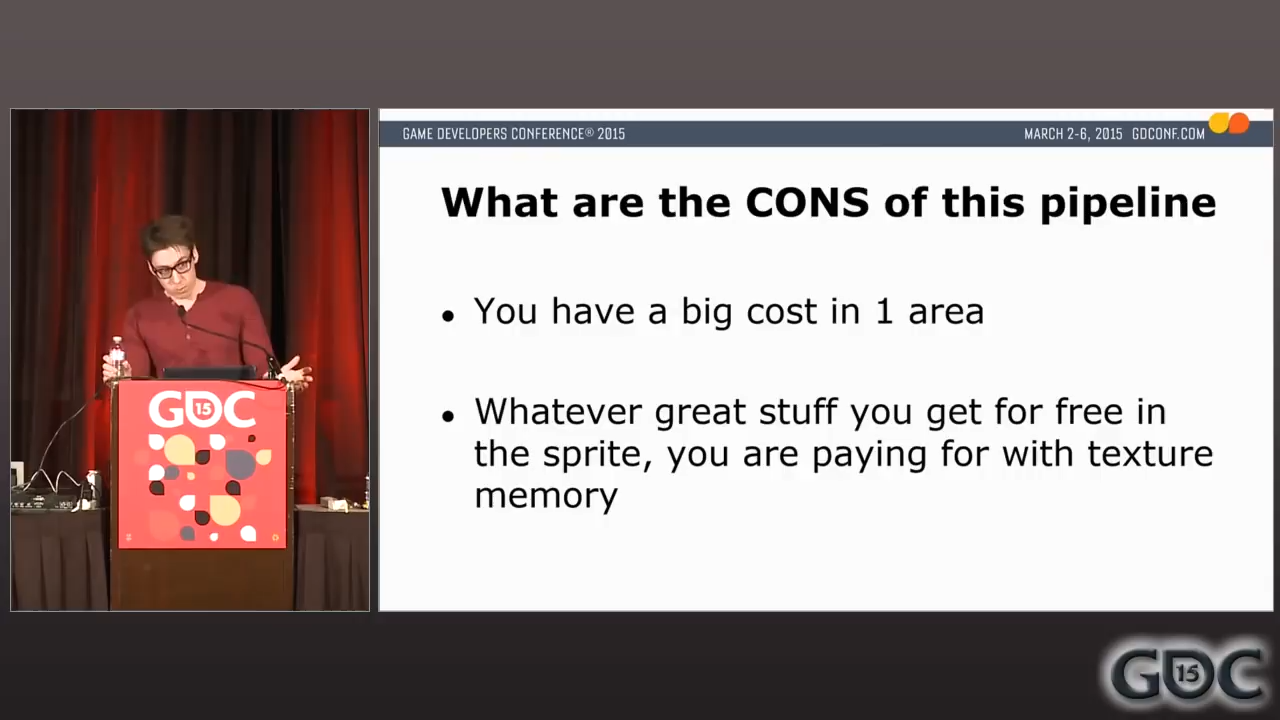 GAME DEVELOPERS CONFERENCE® 2015
MARCH 2-6, 2015 GDCONF.COM
What are the CONS of this pipeline
• You have a big cost in 1 area
• Whatever great stuff you get for free in
the sprite, you are paying for with texture
memory
GDC
15
GDC
15